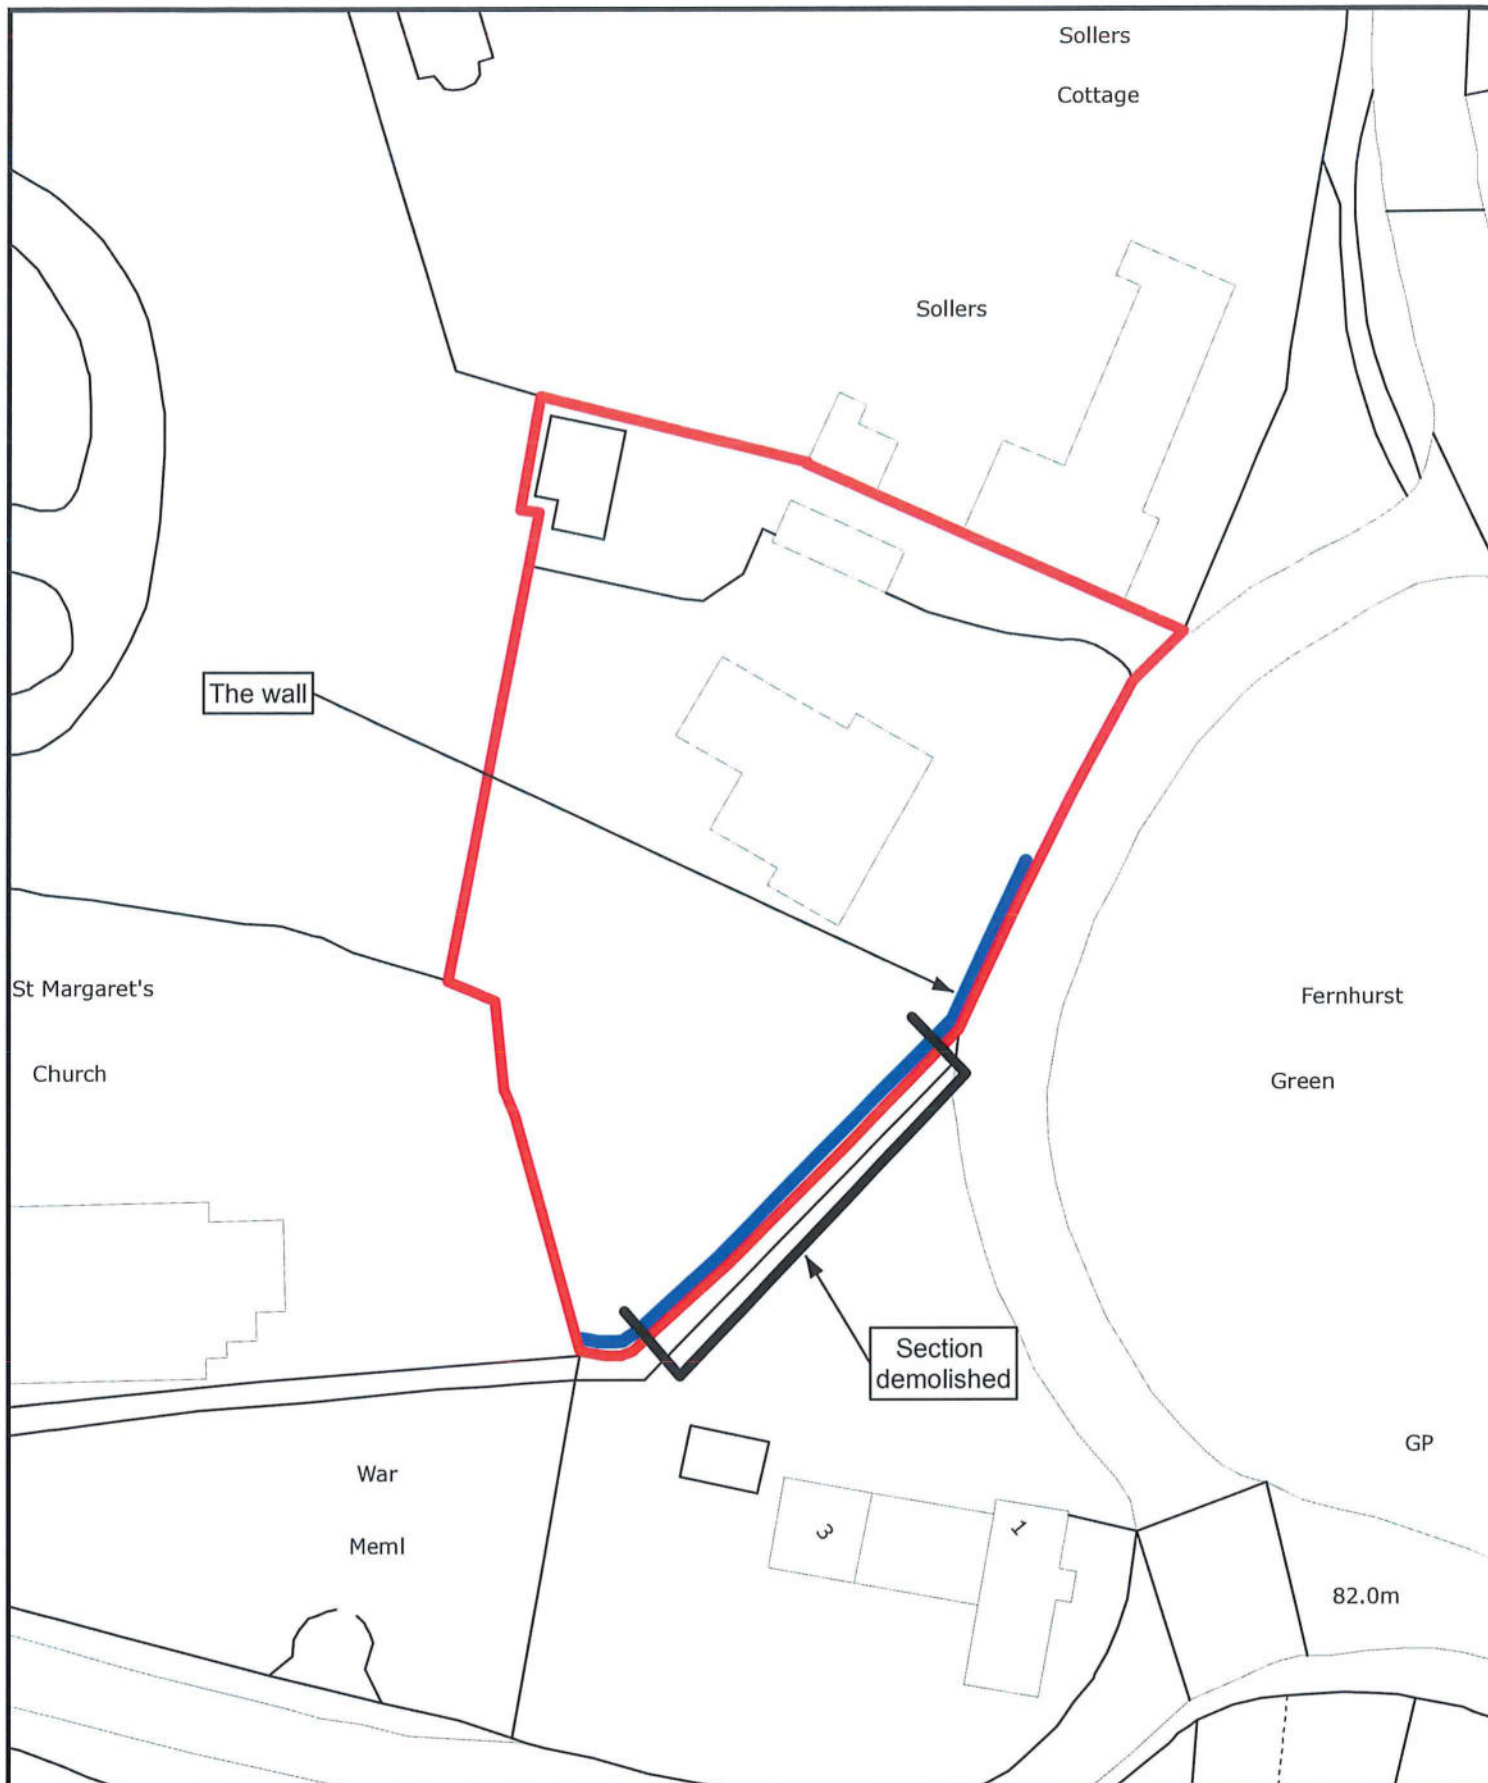 Sollers
Cottage
Sollers
The wall
St Margaret's
Church
Fernhurst
Green
Section
demolished
GP
War
Meml
3
1
82.0m